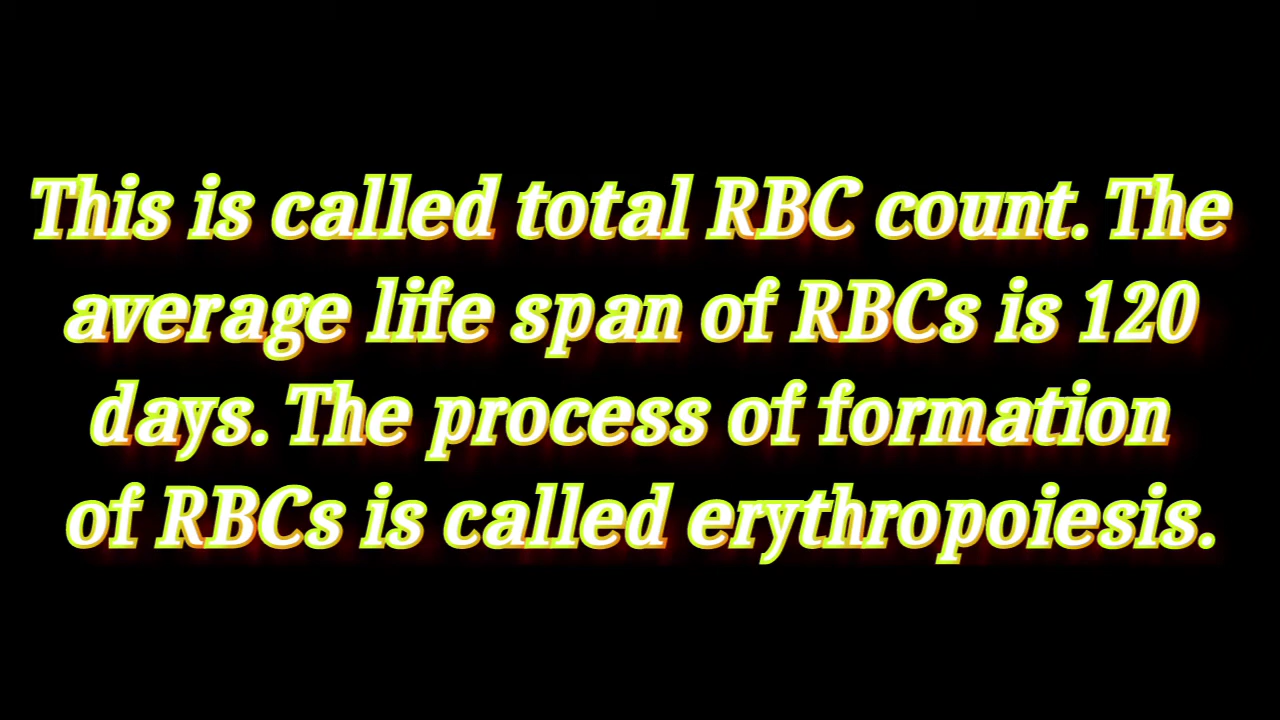 This is called total RBC count. The
average life span of RBCs is 120
days. The process of formation
of RBCs is called erythropoiesis.